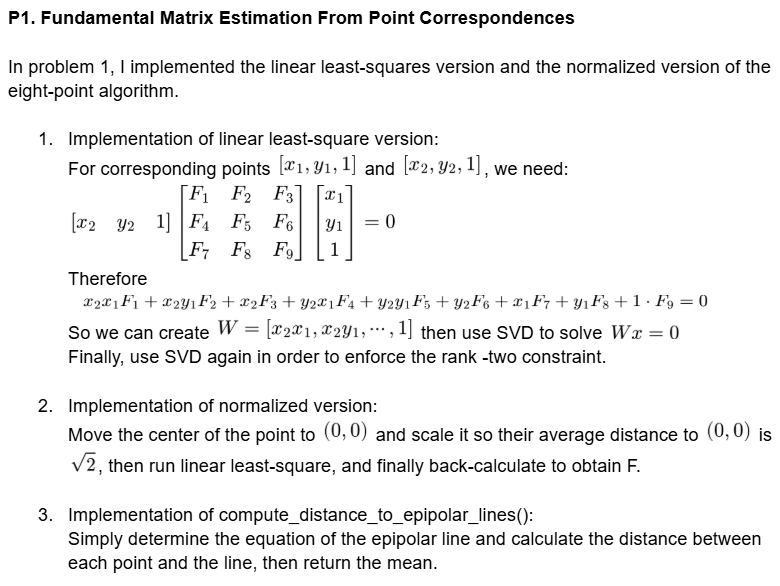 P1. Fundamental Matrix Estimation From Point Correspondences
In problem 1, I implemented the linear least-squares version and the normalized version of the
eight-point algorithm.
1. Implementation of linear least-square version:
For corresponding points [x₁, y₁, 1] and [x₂, y₂, 1], we need:
[x₂ y₂ 1] [F₁ F₂ F₃; F₄ F₅ F₆; F₇ F₈ F₉] [x₁; y₁; 1] = 0
Therefore
x₂x₁F₁ + x₂y₁F₂ + x₂F₃ + y₂x₁F₄ + y₂y₁F₅ + y₂F₆ + x₁F₇ + y₁F₈ + 1 · F₉ = 0
So we can create W = [x₂x₁, x₂y₁, ⋯ , 1] then use SVD to solve Wx = 0
Finally, use SVD again in order to enforce the rank -two constraint.
2. Implementation of normalized version:
Move the center of the point to (0, 0) and scale it so their average distance to (0, 0) is
√2, then run linear least-square, and finally back-calculate to obtain F.
3. Implementation of compute_distance_to_epipolar_lines():
Simply determine the equation of the epipolar line and calculate the distance between
each point and the line, then return the mean.